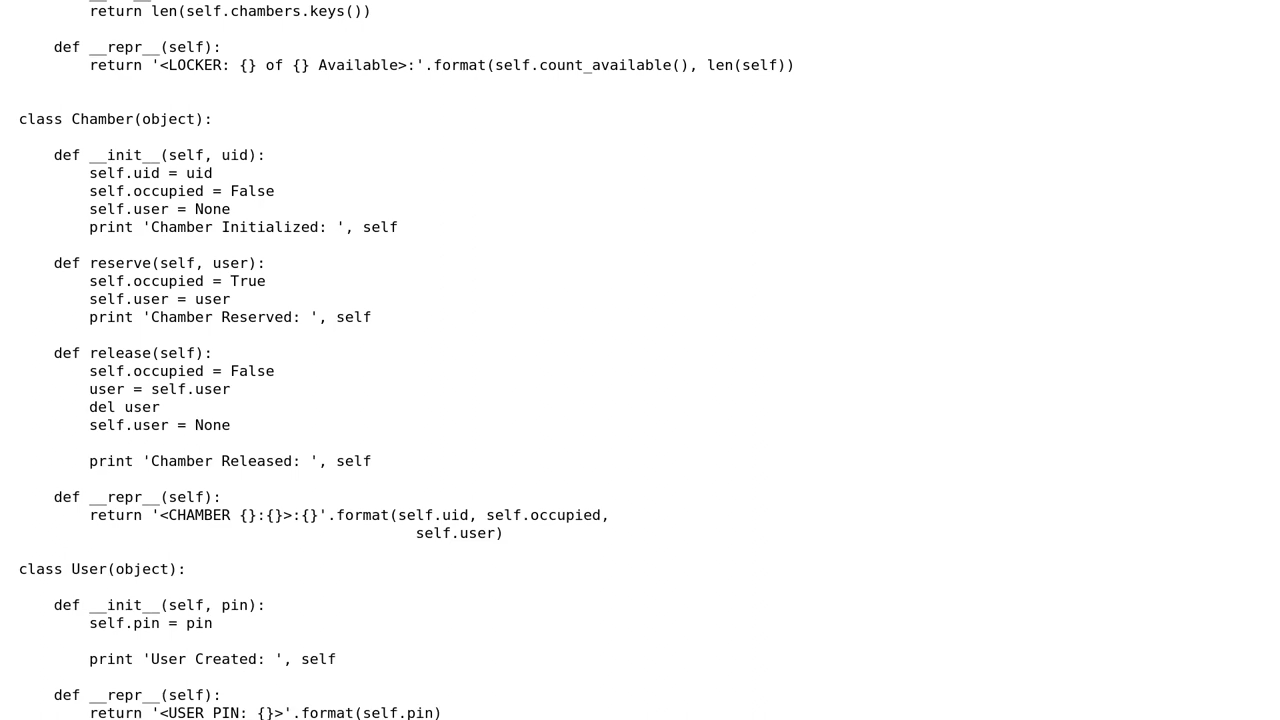 return len(self.chambers.keys())
def __repr__(self):
return '<LOCKER: {} of {} Available>:'.format(self.count_available(), len(self))
class Chamber(object):
def __init__(self, uid):
self.uid = uid
self.occupied = False
self.user = None
print 'Chamber Initialized: ', self
def reserve(self, user):
self.occupied = True
self.user = user
print 'Chamber Reserved: ', self
def release(self):
self.occupied = False
user = self.user
del user
self.user = None
print 'Chamber Released: ', self
def __repr__(self):
return '<CHAMBER {}:{}>:{}'.format(self.uid, self.occupied,
self.user)
class User(object):
def __init__(self, pin):
self.pin = pin
print 'User Created: ', self
def __repr__(self):
return '<USER PIN: {}>'.format(self.pin)